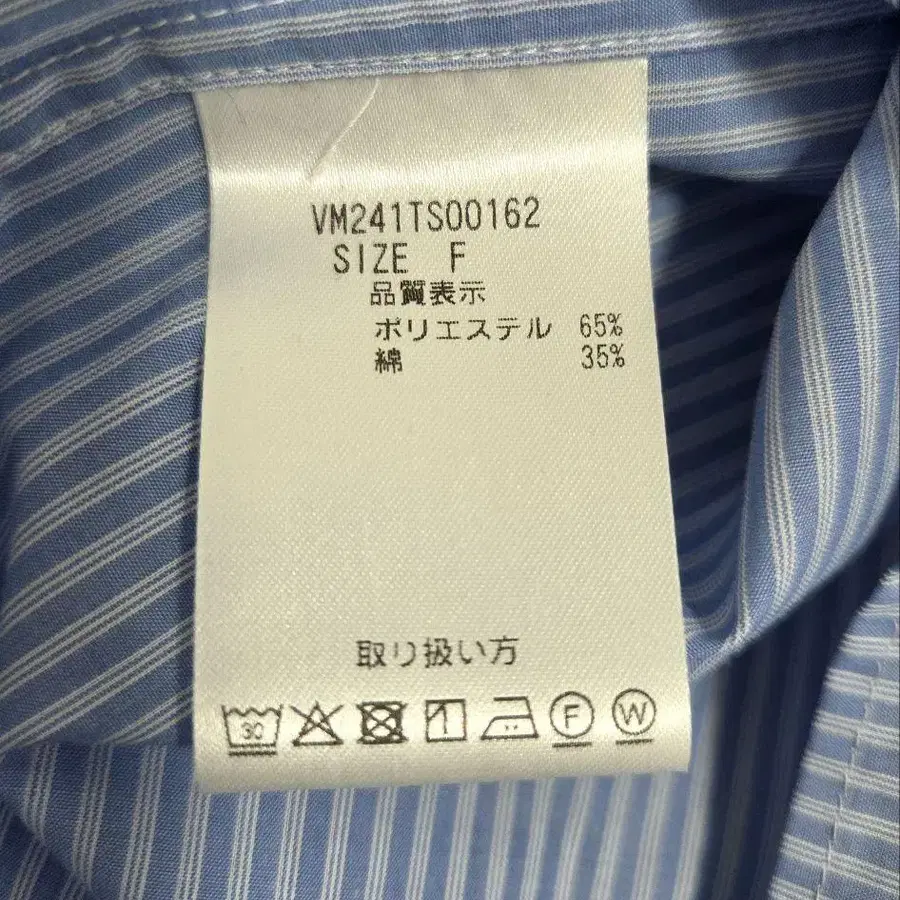 VM241TS00162
SIZE F
品質表示
ポリエステル 65%
綿 35%
取り扱い方
30 F W